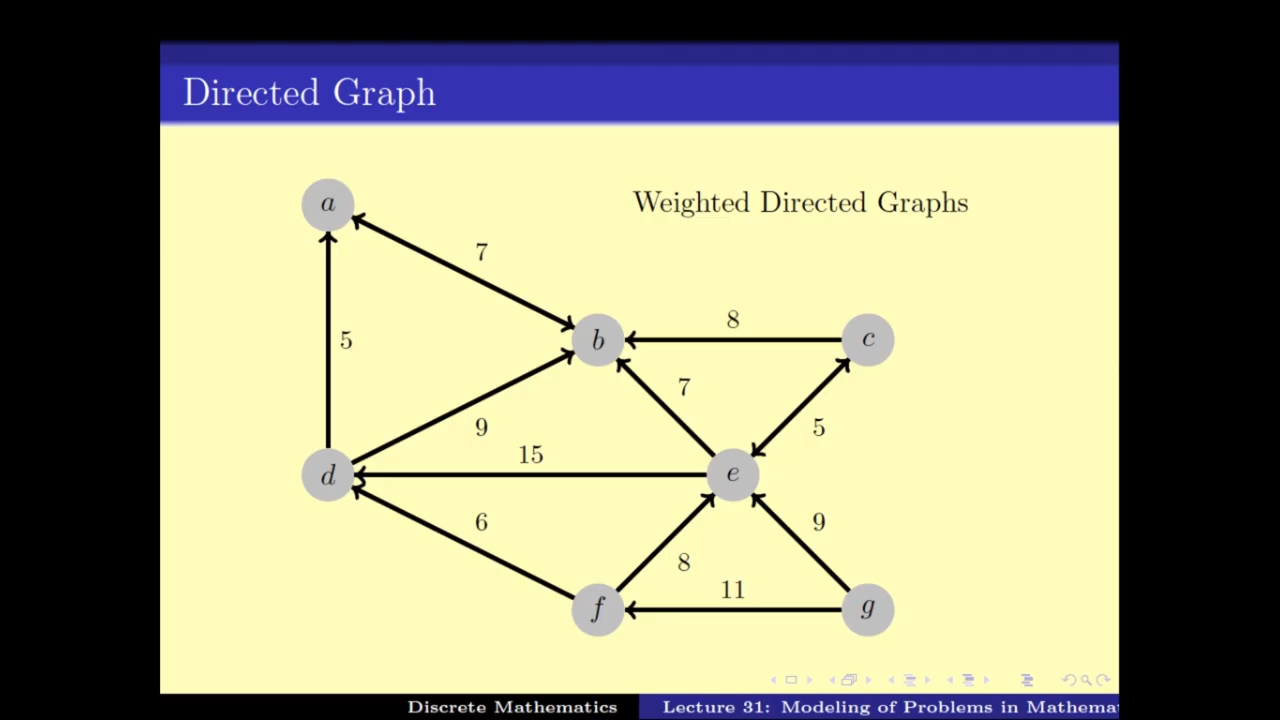 Directed Graph
Weighted Directed Graphs
a
7
8
b
c
5
7
9
5
15
d
e
6
9
8
11
f
g
Discrete Mathematics
Lecture 31: Modeling of Problems in Mathema